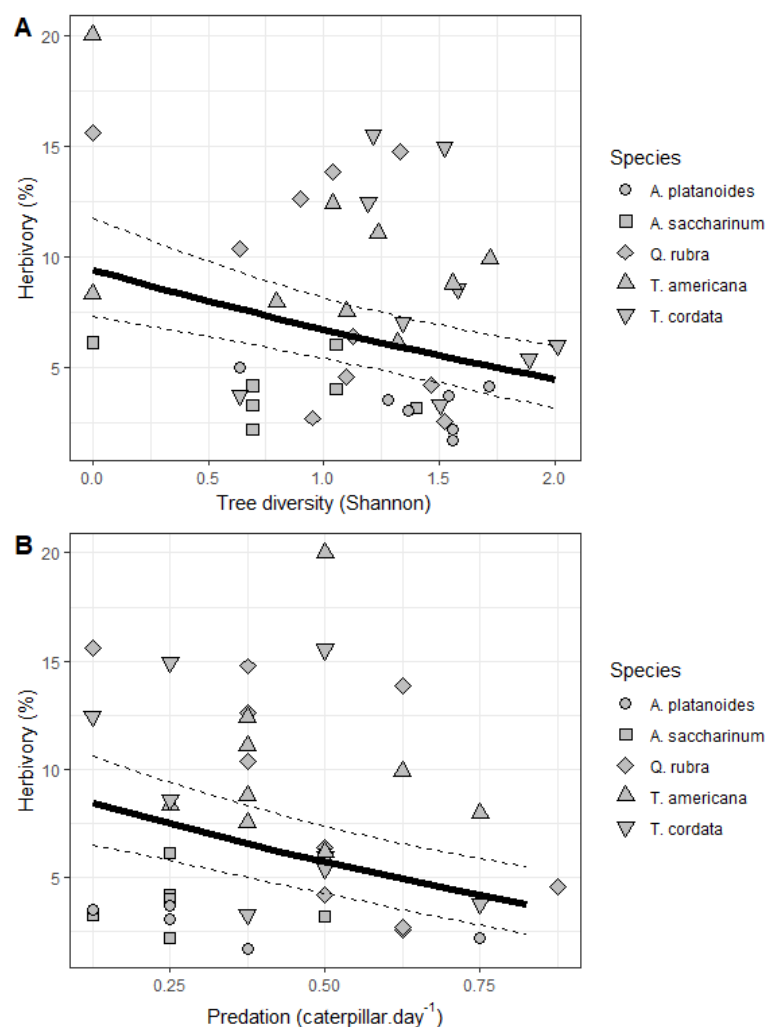 A
20
15
10
5
Herbivory (%)
0.0 0.5 1.0 1.5 2.0
Tree diversity (Shannon)
Species
A. platanoides
A. saccharinum
Q. rubra
T. americana
T. cordata
B
20
15
10
5
Herbivory (%)
0.25 0.50 0.75
Predation (caterpillar.day⁻¹)
Species
A. platanoides
A. saccharinum
Q. rubra
T. americana
T. cordata